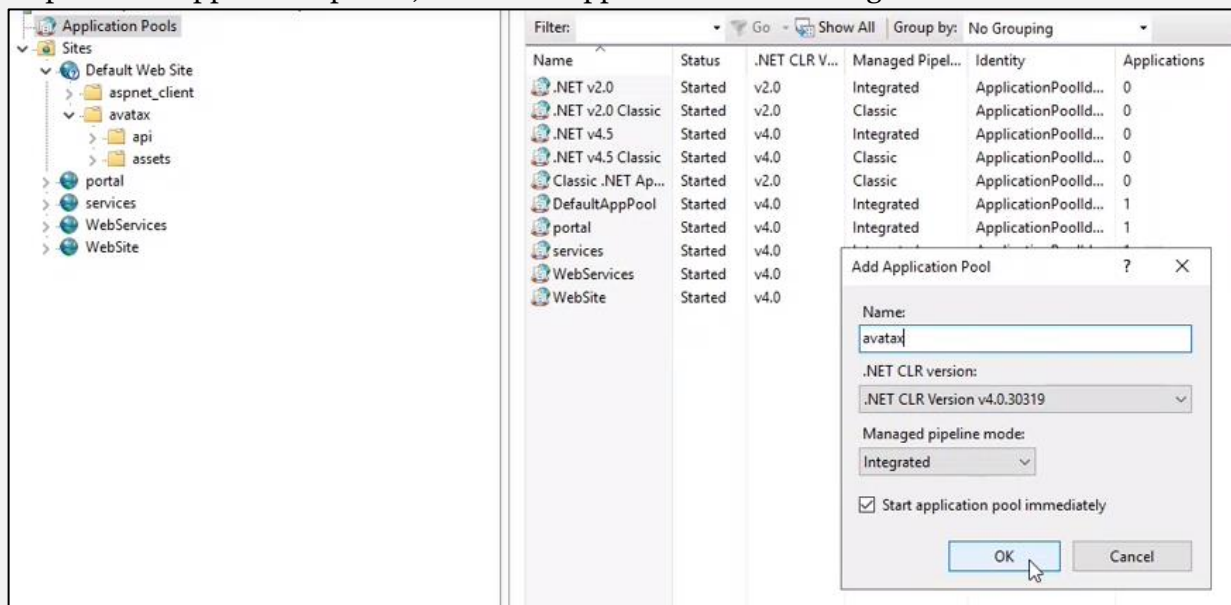 Application Pools
Sites
Default Web Site
aspnet_client
avatax
api
assets
portal
services
WebServices
WebSite
Filter: Go Show All Group by: No Grouping
Name Status .NET CLR V... Managed Pipel... Identity Applications
.NET v2.0 Started v2.0 Integrated ApplicationPoolId... 0
.NET v2.0 Classic Started v2.0 Classic ApplicationPoolId... 0
.NET v4.5 Started v4.0 Integrated ApplicationPoolId... 0
.NET v4.5 Classic Started v4.0 Classic ApplicationPoolId... 0
Classic .NET Ap... Started v2.0 Classic ApplicationPoolId... 0
DefaultAppPool Started v4.0 Integrated ApplicationPoolId... 1
portal Started v4.0 Integrated ApplicationPoolId... 1
services Started v4.0
WebServices Started v4.0
WebSite Started v4.0
Add Application Pool ? X
Name:
avatax
.NET CLR version:
.NET CLR Version v4.0.30319
Managed pipeline mode:
Integrated
Start application pool immediately
OK Cancel